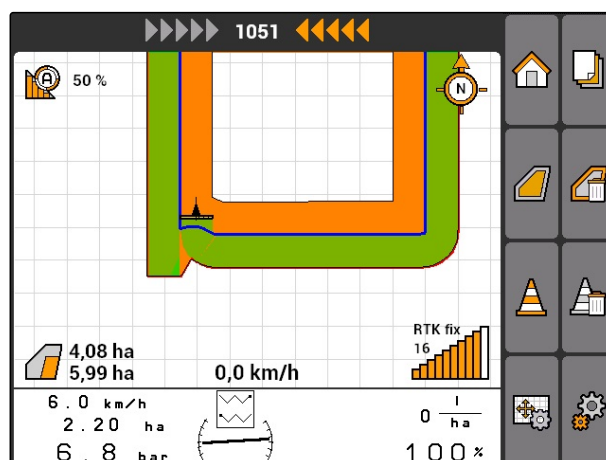 1051
A 50 %
N
RTK fix
16
4,08 ha
5,99 ha
0,0 km/h
6.0 km/h
2.20 ha
6.8 bar
0 l/ha
100 %